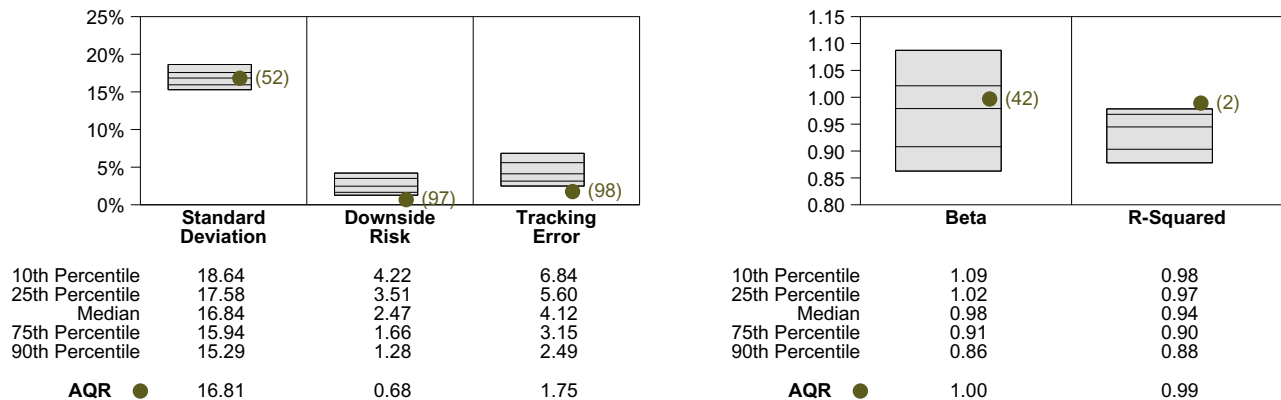 25%
20%
15%
10%
5%
0%
(52)
(97)
(98)
Standard Deviation
Downside Risk
Tracking Error
10th Percentile 18.64 4.22 6.84
25th Percentile 17.58 3.51 5.60
Median 16.84 2.47 4.12
75th Percentile 15.94 1.66 3.15
90th Percentile 15.29 1.28 2.49
AQR 16.81 0.68 1.75
1.15
1.10
1.05
1.00
0.95
0.90
0.85
0.80
(42)
(2)
Beta R-Squared
10th Percentile 1.09 0.98
25th Percentile 1.02 0.97
Median 0.98 0.94
75th Percentile 0.91 0.90
90th Percentile 0.86 0.88
AQR 1.00 0.99